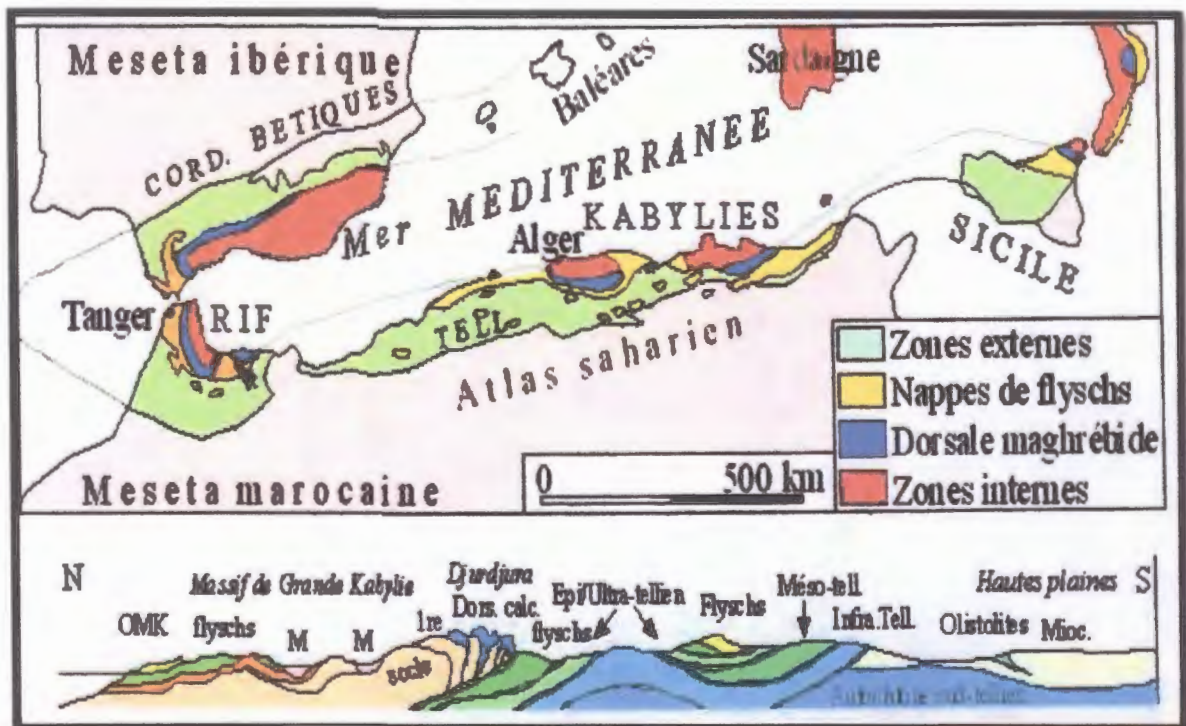 Meseta ibérique
CORD. BETIQUES
Baléares
Sardaigne
Mer MEDITERRANEE
KABYLIES
Alger
SICILE
Tanger
RIF
TELL
Atlas saharien
Meseta marocaine
0 500 km
Zones externes
Nappes de flyschs
Dorsale maghrébide
Zones internes
N
Massif de Grande Kabylie
Djurdjura
Hautes plaines S
OMK flyschs M M
1re
Dors. calc.
flyschs
Epi/Ultra-tellien
Flyschs
Méso-tell.
Infra.Tell.
Olistolites Mioc.
socle